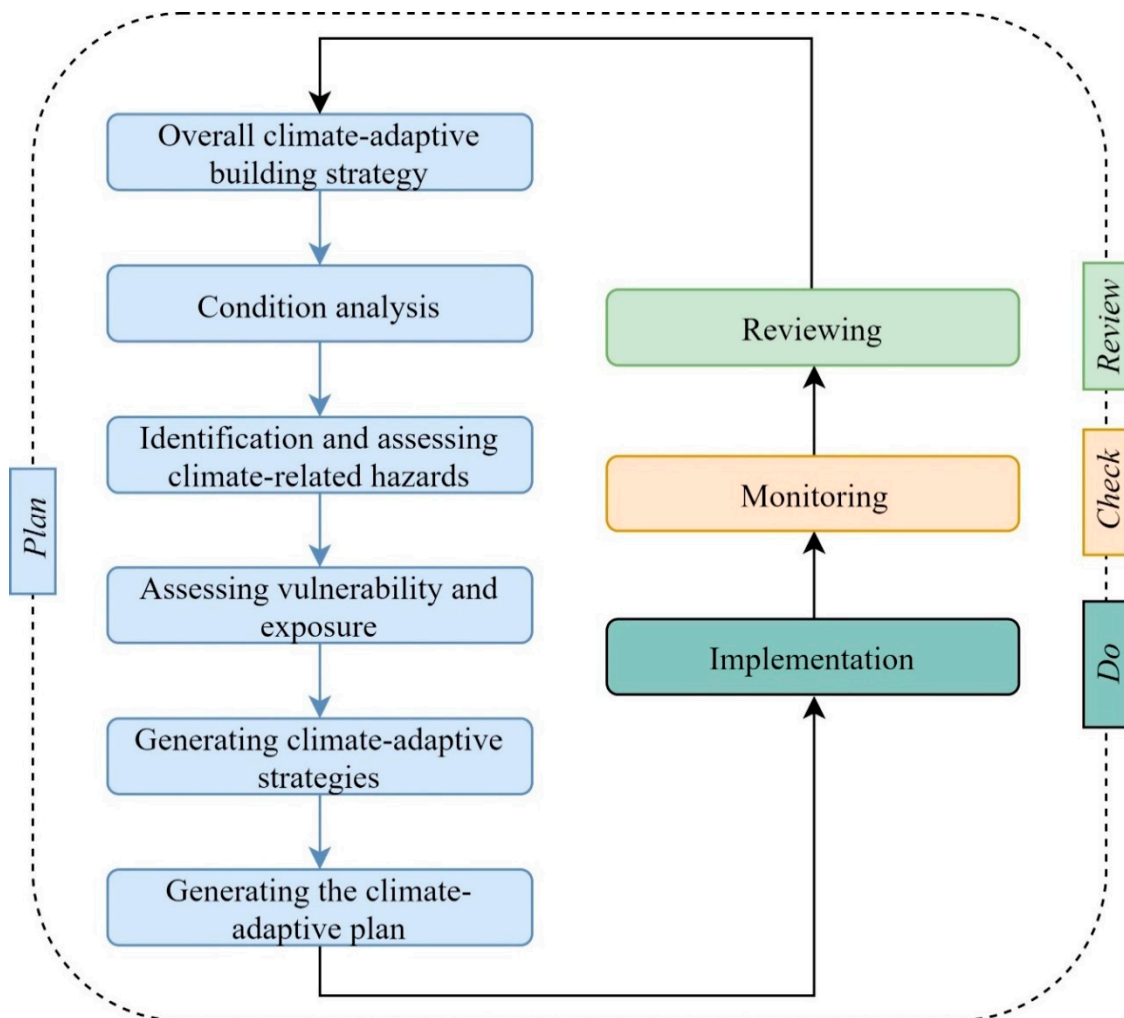 Overall climate-adaptive
building strategy
Condition analysis
Identification and assessing
climate-related hazards
Assessing vulnerability and
exposure
Generating climate-adaptive
strategies
Generating the climate-
adaptive plan
Plan
Reviewing
Monitoring
Implementation
Review
Check
Do